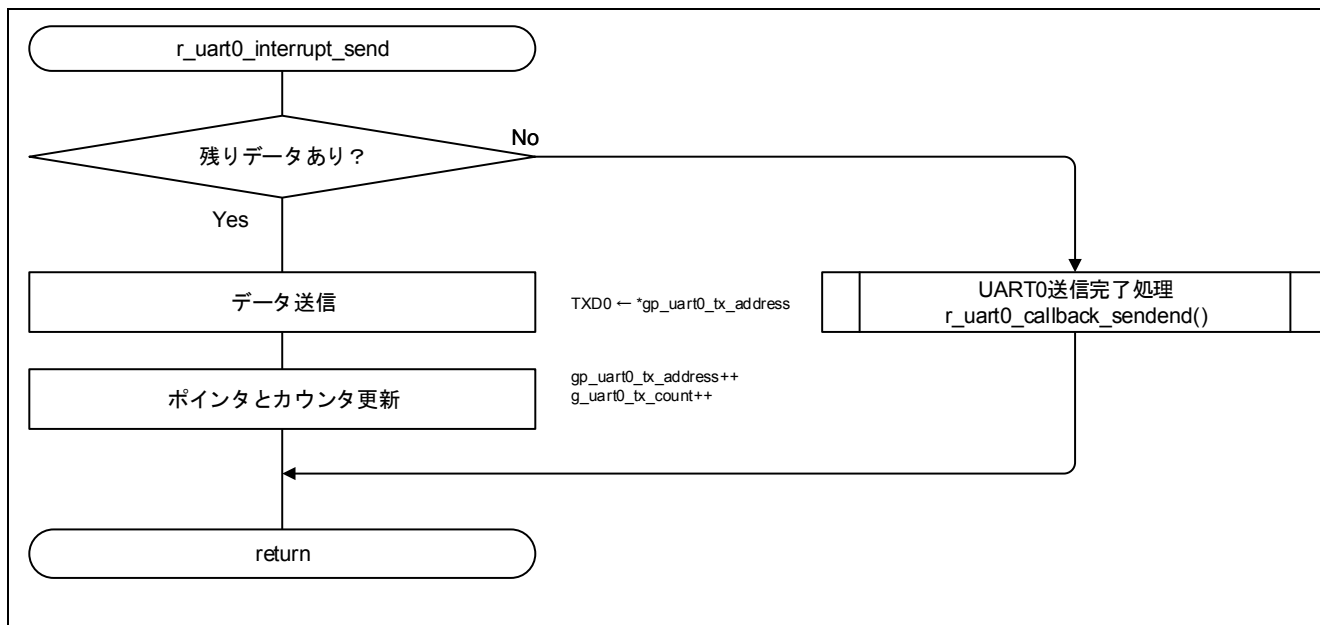 r_uart0_interrupt_send
残りデータあり？
No
Yes
データ送信
TXD0 ← *gp_uart0_tx_address
UART0送信完了処理
r_uart0_callback_sendend()
ポインタとカウンタ更新
gp_uart0_tx_address++
g_uart0_tx_count++
return